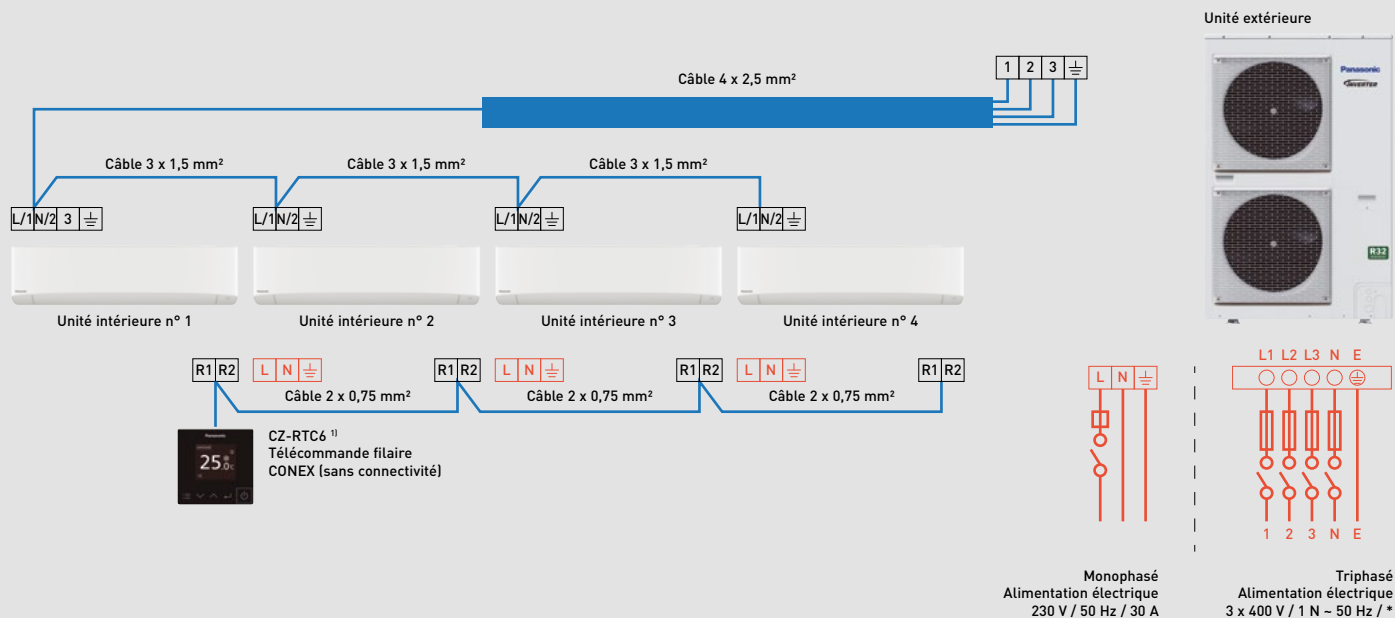 Unité extérieure
Panasonic
INVERTER
R32
Câble 4 x 2,5 mm²
1 2 3
Câble 3 x 1,5 mm² Câble 3 x 1,5 mm² Câble 3 x 1,5 mm²
L/1 N/2 3 L/1 N/2 L/1 N/2 L/1 N/2
Unité intérieure n° 1 Unité intérieure n° 2 Unité intérieure n° 3 Unité intérieure n° 4
R1 R2 L N R1 R2 L N R1 R2 L N R1 R2
Câble 2 x 0,75 mm² Câble 2 x 0,75 mm² Câble 2 x 0,75 mm²
Panasonic
25.0
CZ-RTC6 ¹⁾
Télécommande filaire
CONEX (sans connectivité)
L N
Monophasé
Alimentation électrique
230 V / 50 Hz / 30 A
L1 L2 L3 N E
1 2 3 N E
Triphasé
Alimentation électrique
3 x 400 V / 1 N ~ 50 Hz / *